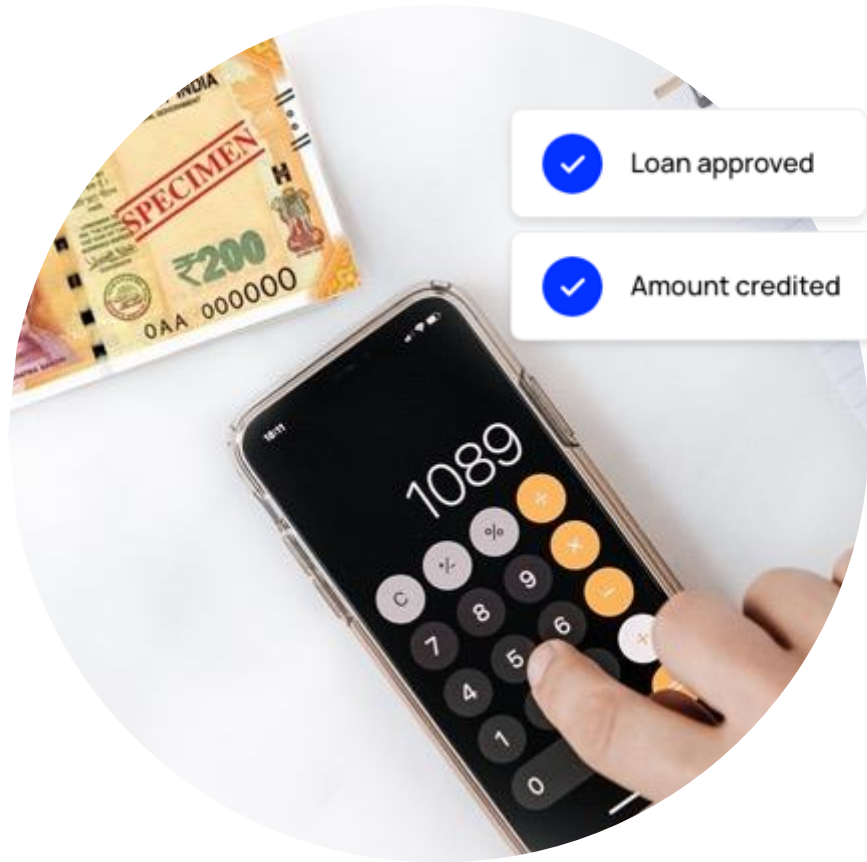 INDIA
SPECIMEN
₹200
0AA 000000
Loan approved
Amount credited
18:11
1089
C +/- % ÷
7 8 9 ×
4 5 6 −
1 +
0